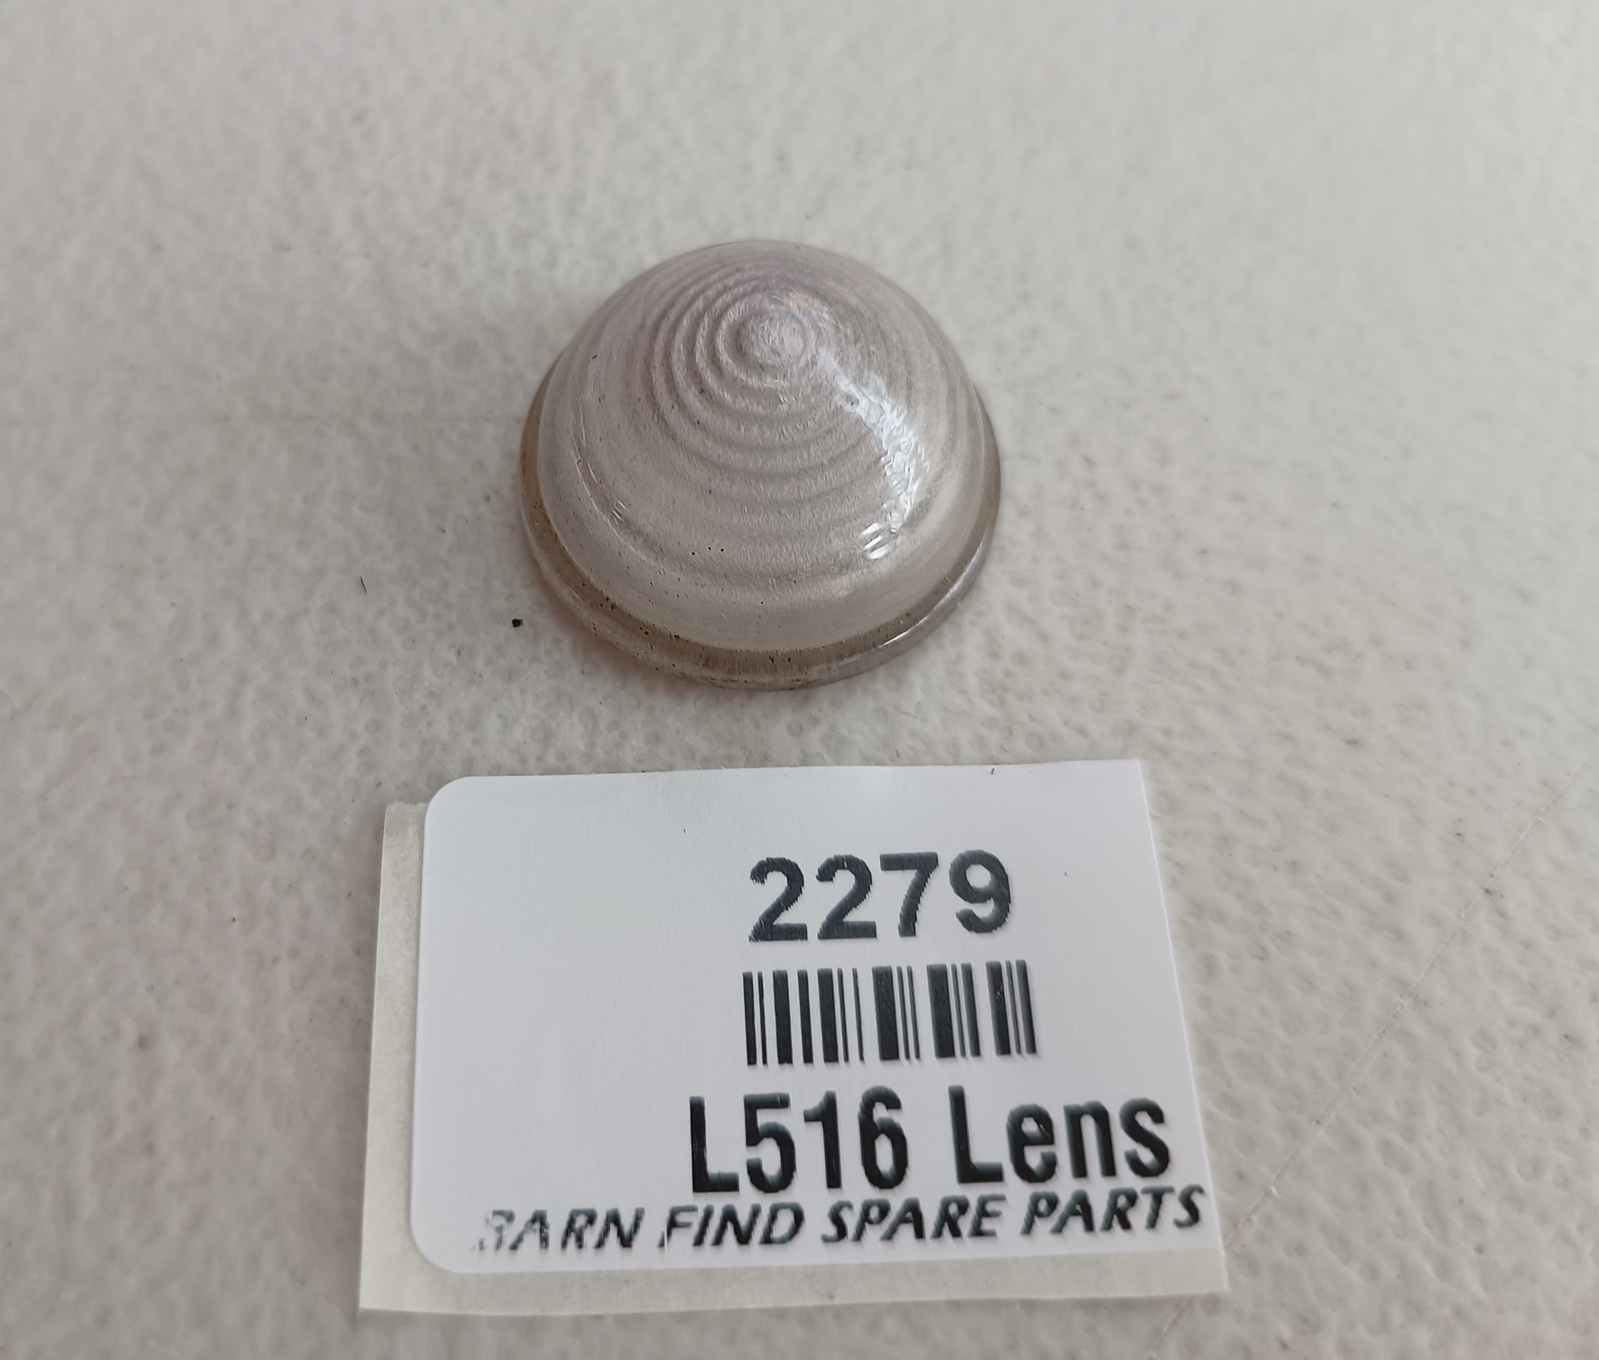 2279
L516 Lens
BARN FIND SPARE PARTS